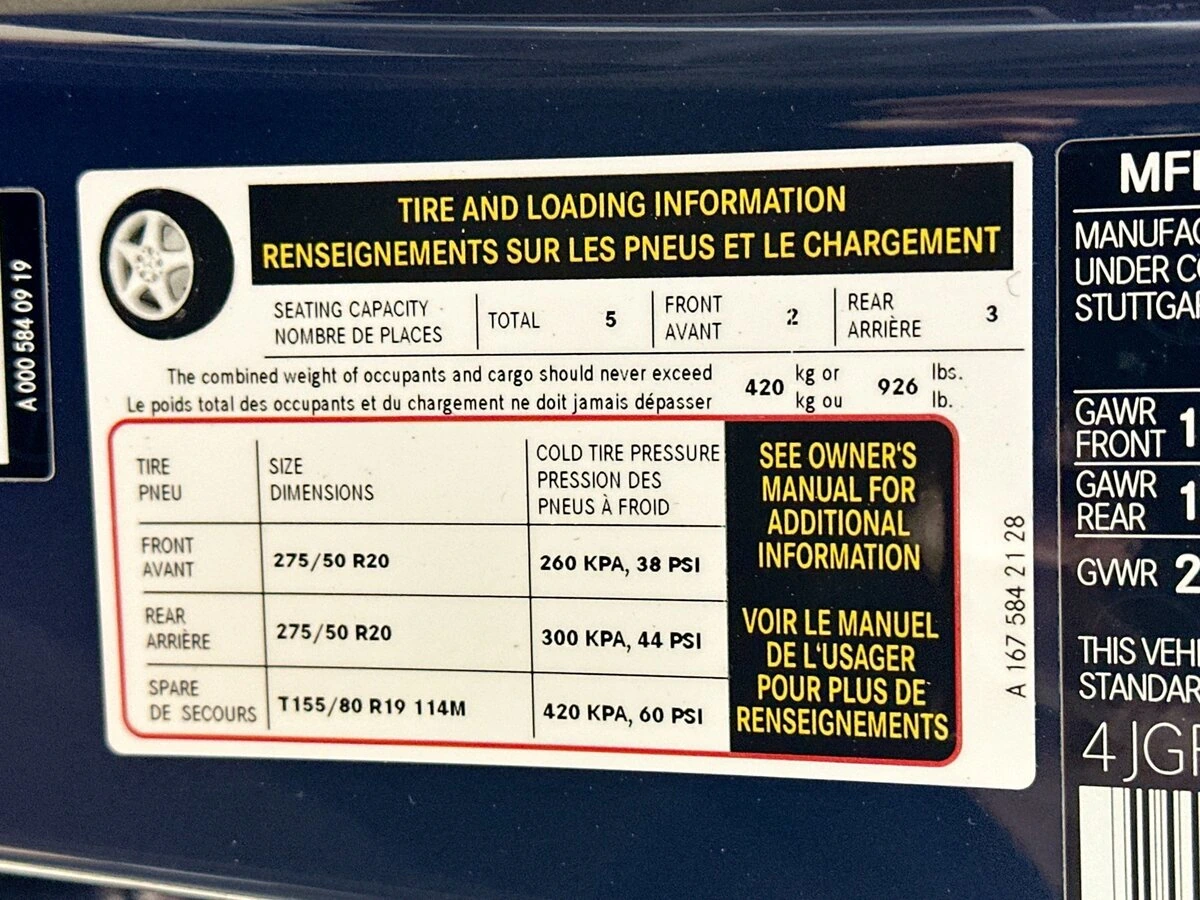 TIRE AND LOADING INFORMATION
RENSEIGNEMENTS SUR LES PNEUS ET LE CHARGEMENT
SEATING CAPACITY
NOMBRE DE PLACES
TOTAL 5
FRONT
AVANT 2
REAR
ARRIÈRE 3
The combined weight of occupants and cargo should never exceed
Le poids total des occupants et du chargement ne doit jamais dépasser
420 kg or
kg ou
926 lbs.
lb.
TIRE
PNEU
SIZE
DIMENSIONS
COLD TIRE PRESSURE
PRESSION DES
PNEUS À FROID
FRONT
AVANT
275/50 R20
260 KPA, 38 PSI
REAR
ARRIÈRE
275/50 R20
300 KPA, 44 PSI
SPARE
DE SECOURS
T155/80 R19 114M
420 KPA, 60 PSI
SEE OWNER'S
MANUAL FOR
ADDITIONAL
INFORMATION
VOIR LE MANUEL
DE L'USAGER
POUR PLUS DE
RENSEIGNEMENTS
A 167 584 21 28
A 000 584 09 19
UNDER
GAWR
FRONT 1
GAWR
REAR 1
GVWR 2
THIS
4JG